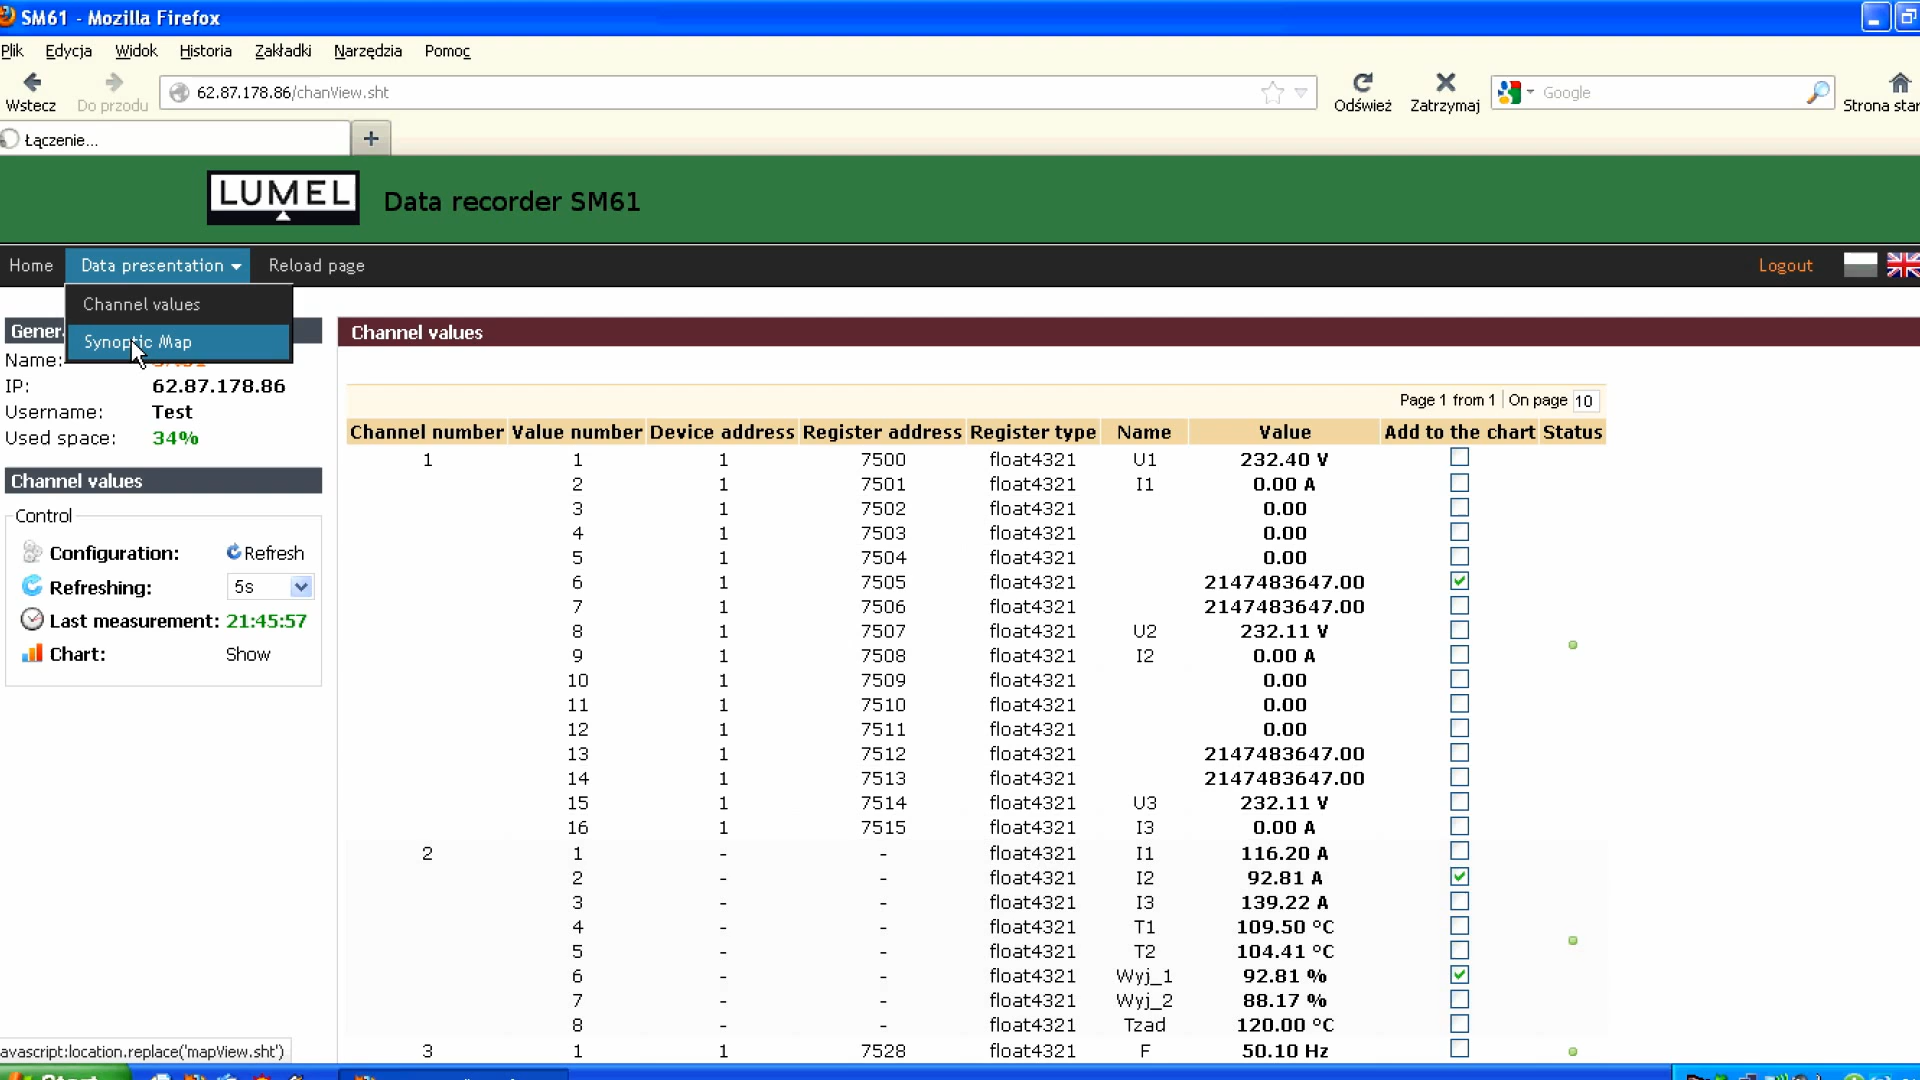 SM61 - Mozilla Firefox
Plik Edycja Widok Historia Zakładki Narzędzia Pomoc
Wstecz Do przodu 62.87.178.86/chanView.sht Odśwież Zatrzymaj Google Strona star
Łączenie...
LUMEL Data recorder SM61
Home Data presentation Reload page Logout
Channel values
Synoptic Map
Gener
Name:
IP: 62.87.178.86
Username: Test
Used space: 34%
Channel values
Control
Configuration: Refresh
Refreshing: 5s
Last measurement: 21:45:57
Chart: Show
Channel values
Page 1 from 1 On page 10
Channel number Value number Device address Register address Register type Name Value Add to the chart Status
1 1 1 7500 float4321 U1 232.40 V
2 1 7501 float4321 I1 0.00 A
3 1 7502 float4321 0.00
4 1 7503 float4321 0.00
5 1 7504 float4321 0.00
6 1 7505 float4321 2147483647.00
7 1 7506 float4321 2147483647.00
8 1 7507 float4321 U2 232.11 V
9 1 7508 float4321 I2 0.00 A
10 1 7509 float4321 0.00
11 1 7510 float4321 0.00
12 1 7511 float4321 0.00
13 1 7512 float4321 2147483647.00
14 1 7513 float4321 2147483647.00
15 1 7514 float4321 U3 232.11 V
16 1 7515 float4321 I3 0.00 A
2 1 - - float4321 I1 116.20 A
2 - - float4321 I2 92.81 A
3 - - float4321 I3 139.22 A
4 - - float4321 T1 109.50 °C
5 - - float4321 T2 104.41 °C
6 - - float4321 Wyj_1 92.81 %
7 - - float4321 Wyj_2 88.17 %
8 - - float4321 Tzad 120.00 °C
3 1 1 7528 float4321 F 50.10 Hz
avascript:location.replace('mapView.sht')
Start